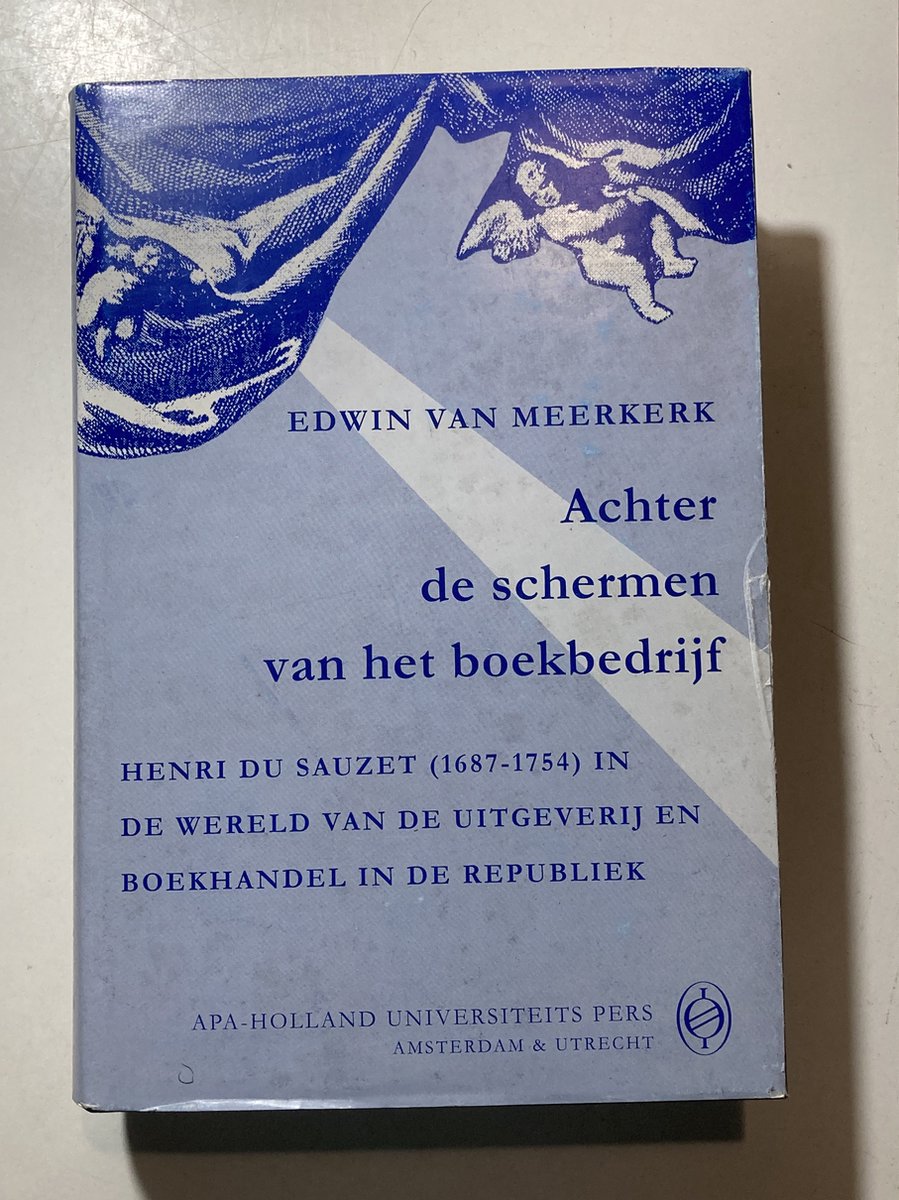 EDWIN VAN MEERKERK
Achter
de schermen
van het boekbedrijf
HENRI DU SAUZET (1687-1754) IN
DE WERELD VAN DE UITGEVERIJ EN
BOEKHANDEL IN DE REPUBLIEK
APA-HOLLAND UNIVERSITEITS PERS
AMSTERDAM & UTRECHT